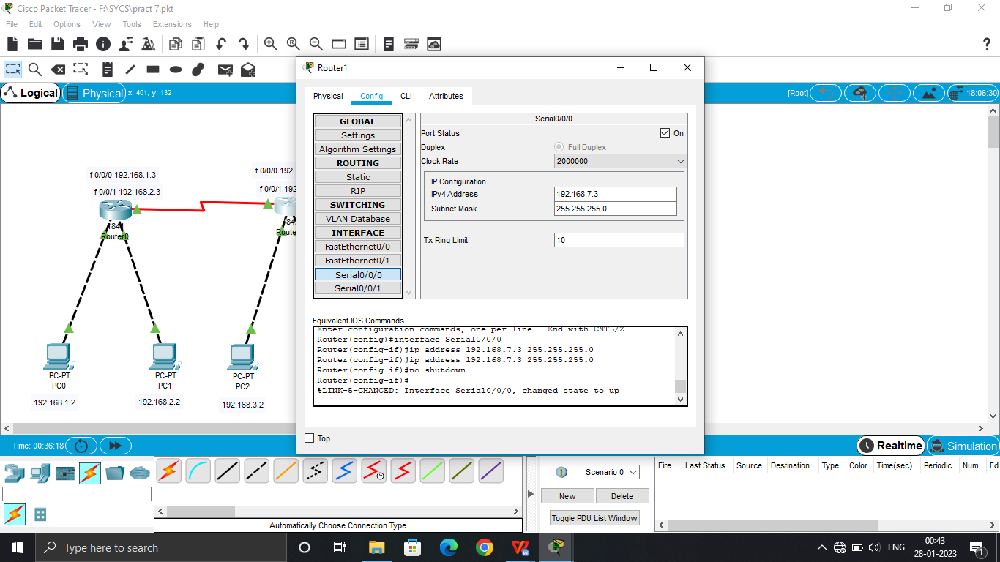 Cisco Packet Tracer - F:\SYCS\pract 7.pkt
File Edit Options View Tools Extensions Help
Logical Physical x: 401, y: 132 [Root] 18:06:30
f 0/0/0 192.168.1.3
f 0/0/1 192.168.2.3
1841
Router0
f 0/0/0 192.
f 0/0/1 192
184
Route
PC-PT
PC0
192.168.1.2
PC-PT
PC1
192.168.2.2
PC-PT
PC2
192.168.3.2
Router1
Physical Config CLI Attributes
GLOBAL
Settings
Algorithm Settings
ROUTING
Static
RIP
SWITCHING
VLAN Database
INTERFACE
FastEthernet0/0
FastEthernet0/1
Serial0/0/0
Serial0/0/1
Serial0/0/0
Port Status On
Duplex Full Duplex
Clock Rate 2000000
IP Configuration
IPv4 Address 192.168.7.3
Subnet Mask 255.255.255.0
Tx Ring Limit 10
Equivalent IOS Commands
Enter configuration commands, one per line. End with CNTL/Z.
Router(config)#interface Serial0/0/0
Router(config-if)#ip address 192.168.7.3 255.255.255.0
Router(config-if)#ip address 192.168.7.3 255.255.255.0
Router(config-if)#no shutdown
Router(config-if)#
%LINK-5-CHANGED: Interface Serial0/0/0, changed state to up
Top
Time: 00:36:18 Realtime Simulation
Automatically Choose Connection Type
Scenario 0
New Delete
Toggle PDU List Window
Fire Last Status Source Destination Type Color Time(sec) Periodic Num Ed
Type here to search
ENG
00:43
28-01-2023
1